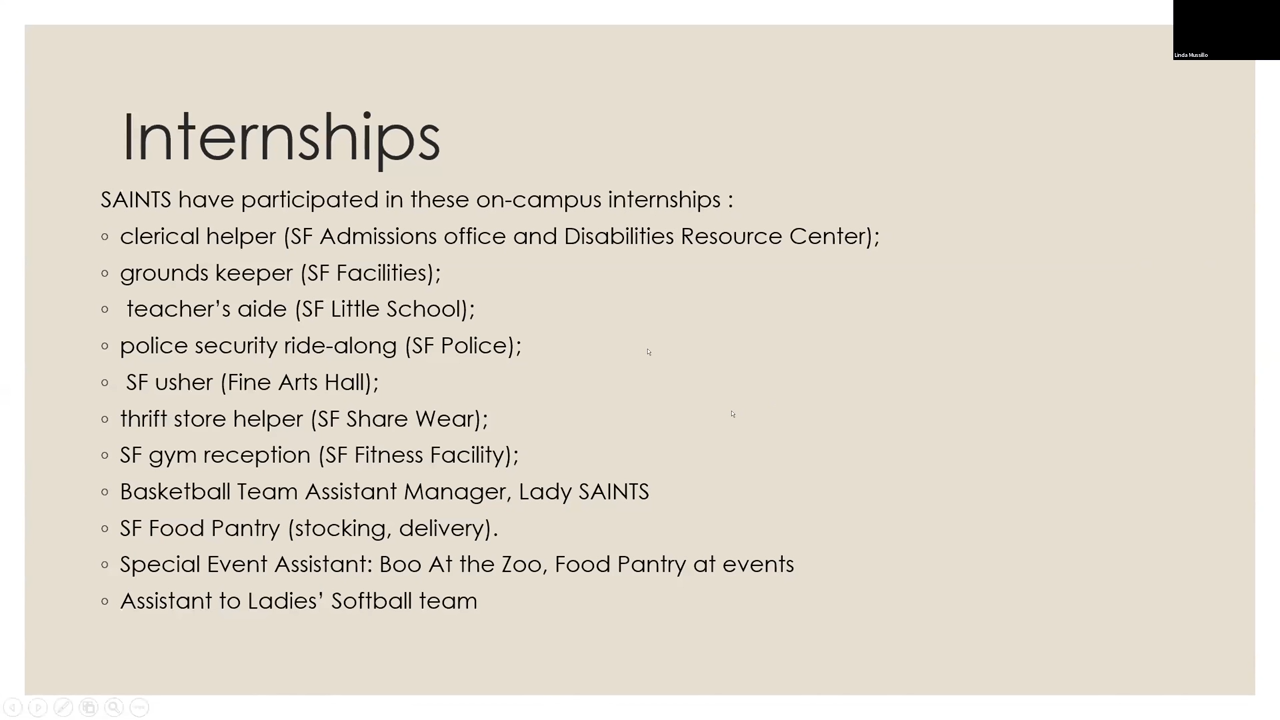 Linda Mussillo
Internships
SAINTS have participated in these on-campus internships :
◦ clerical helper (SF Admissions office and Disabilities Resource Center);
◦ grounds keeper (SF Facilities);
◦ teacher’s aide (SF Little School);
◦ police security ride-along (SF Police);
◦ SF usher (Fine Arts Hall);
◦ thrift store helper (SF Share Wear);
◦ SF gym reception (SF Fitness Facility);
◦ Basketball Team Assistant Manager, Lady SAINTS
◦ SF Food Pantry (stocking, delivery).
◦ Special Event Assistant: Boo At the Zoo, Food Pantry at events
◦ Assistant to Ladies’ Softball team